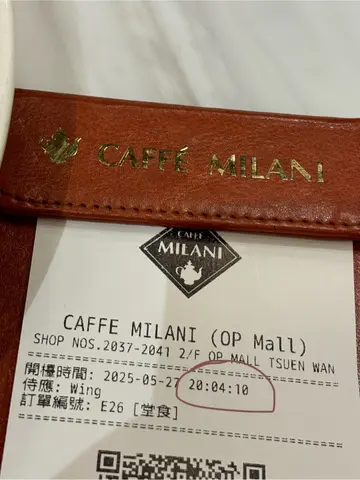 CAFFÉ MILANI
CAFFÉ
MILANI
CAFFE MILANI (OP Mall)
SHOP NOS.2037-2041 2/F OP MALL TSUEN WAN
開檯時間: 2025-05-27 20:04:10
侍應: Wing
訂單編號: E26 [堂食]